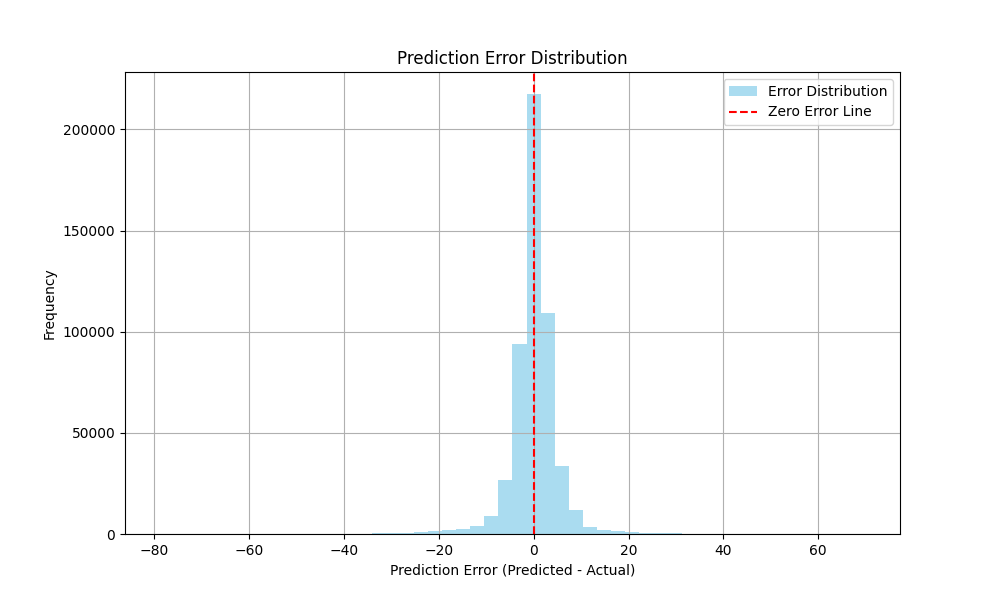 Prediction Error Distribution
Error Distribution
Zero Error Line
200000
150000
100000
50000
0
Frequency
−80
−60
−40
−20
0
20
40
60
Prediction Error (Predicted - Actual)